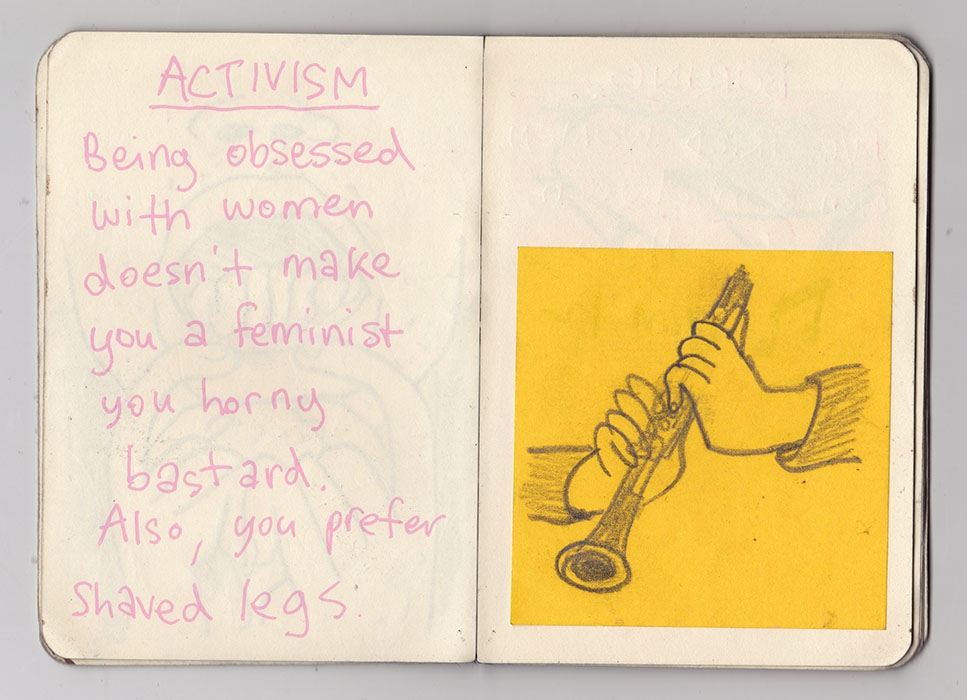 ACTIVISM
Being obsessed
with women
doesn't make
you a feminist
you horny
bastard.
Also, you prefer
shaved legs